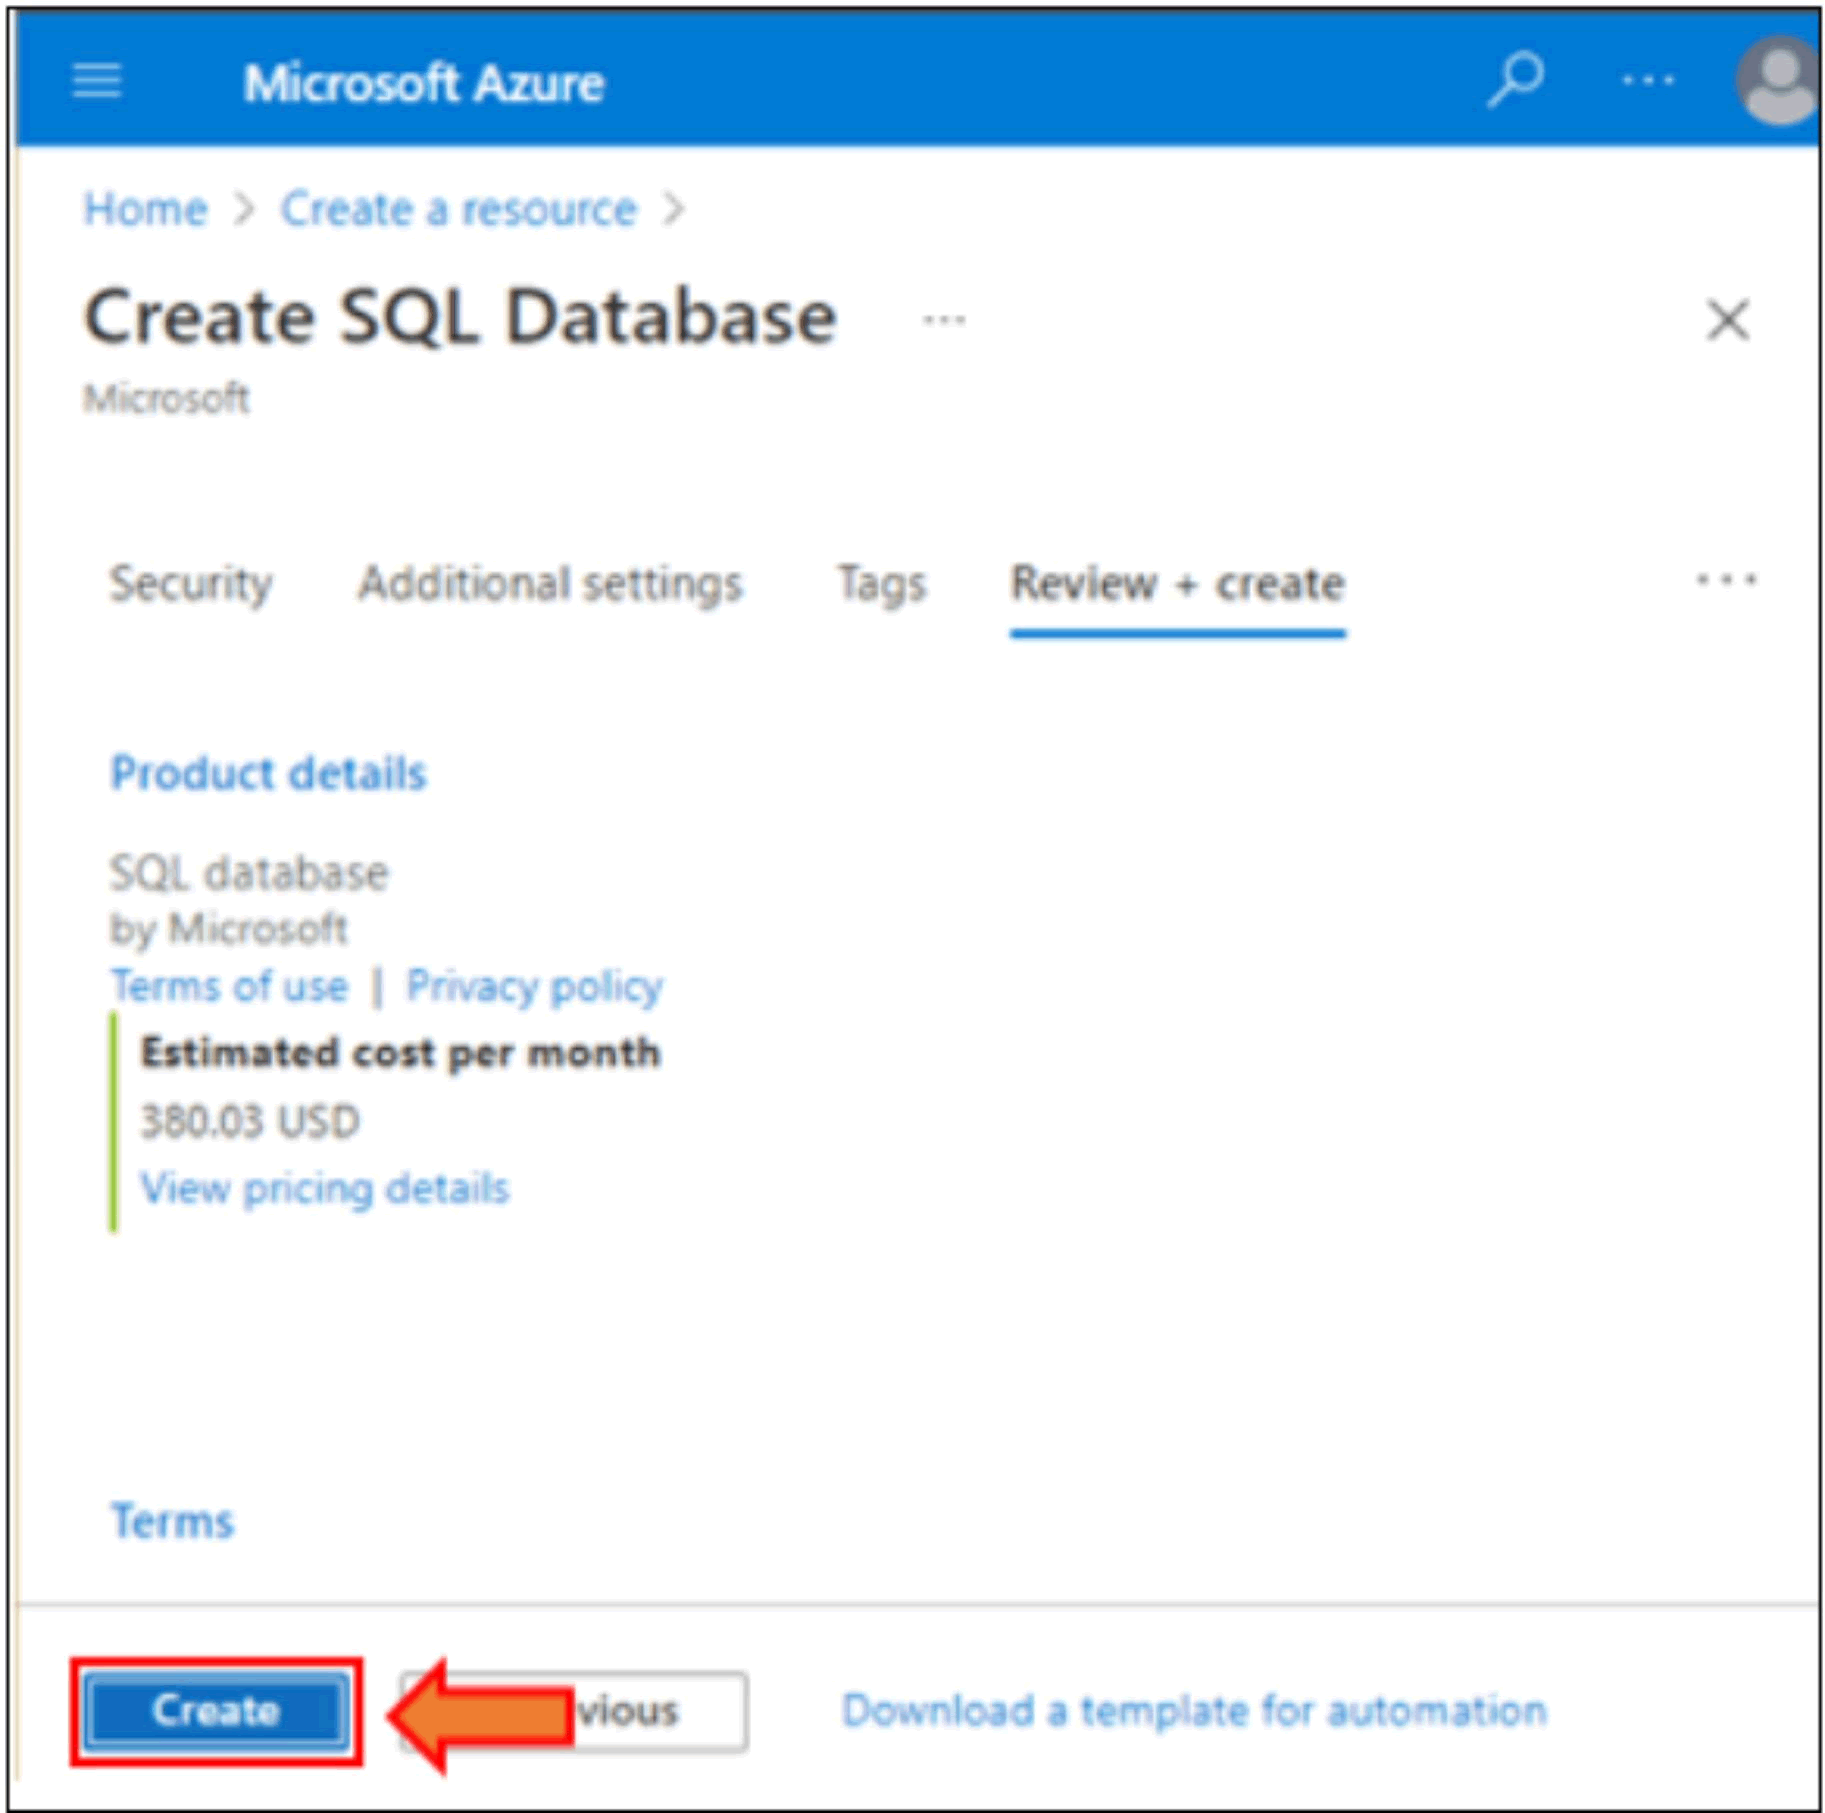 Microsoft Azure
Home > Create a resource >
Create SQL Database ...
Microsoft
Security Additional settings Tags Review + create ...
Product details
SQL database
by Microsoft
Terms of use | Privacy policy
Estimated cost per month
380.03 USD
View pricing details
Terms
Create vious Download a template for automation